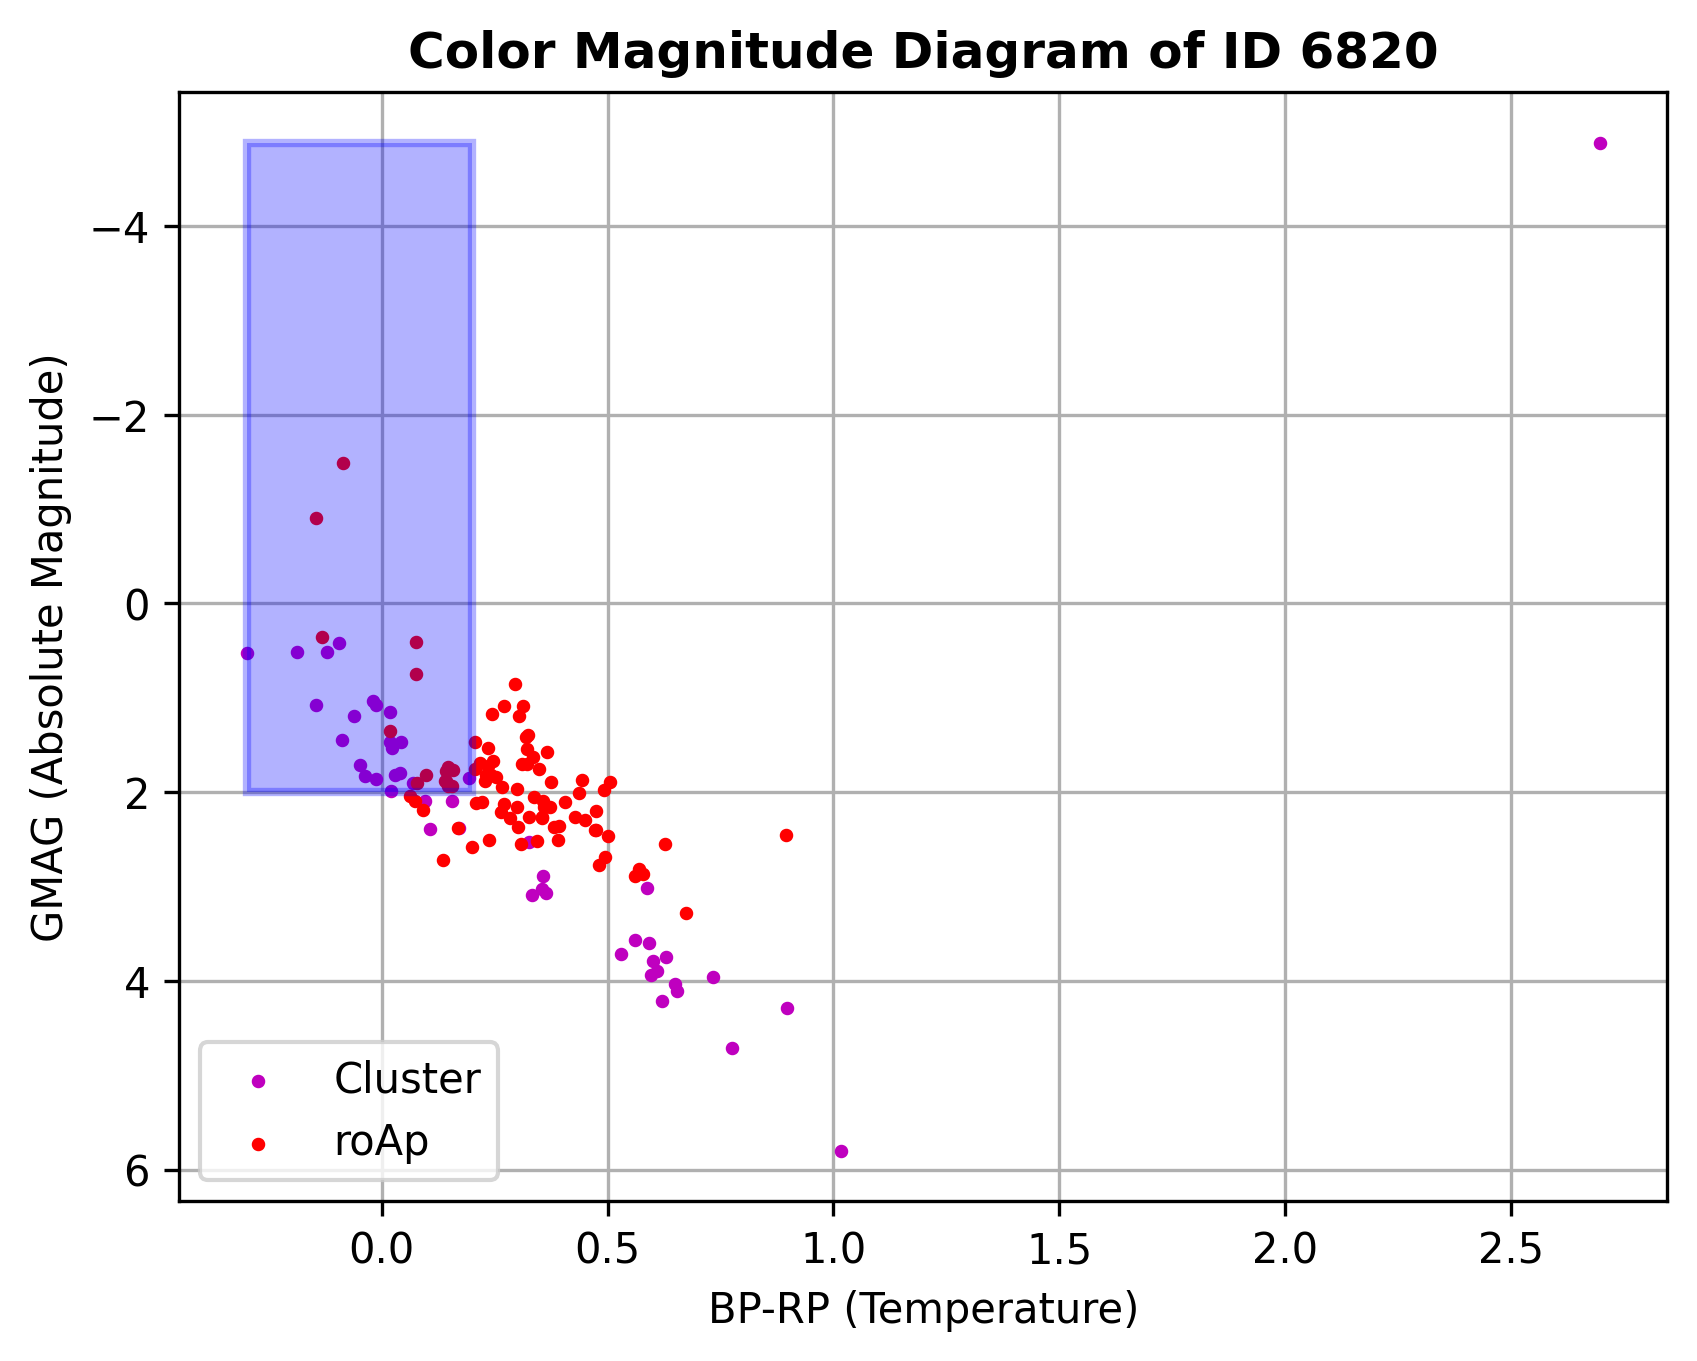 Color Magnitude Diagram of ID 6820
GMAG (Absolute Magnitude)
−4
−2
0
2
4
6
Cluster
roAp
0.0 0.5 1.0 1.5 2.0 2.5
BP-RP (Temperature)